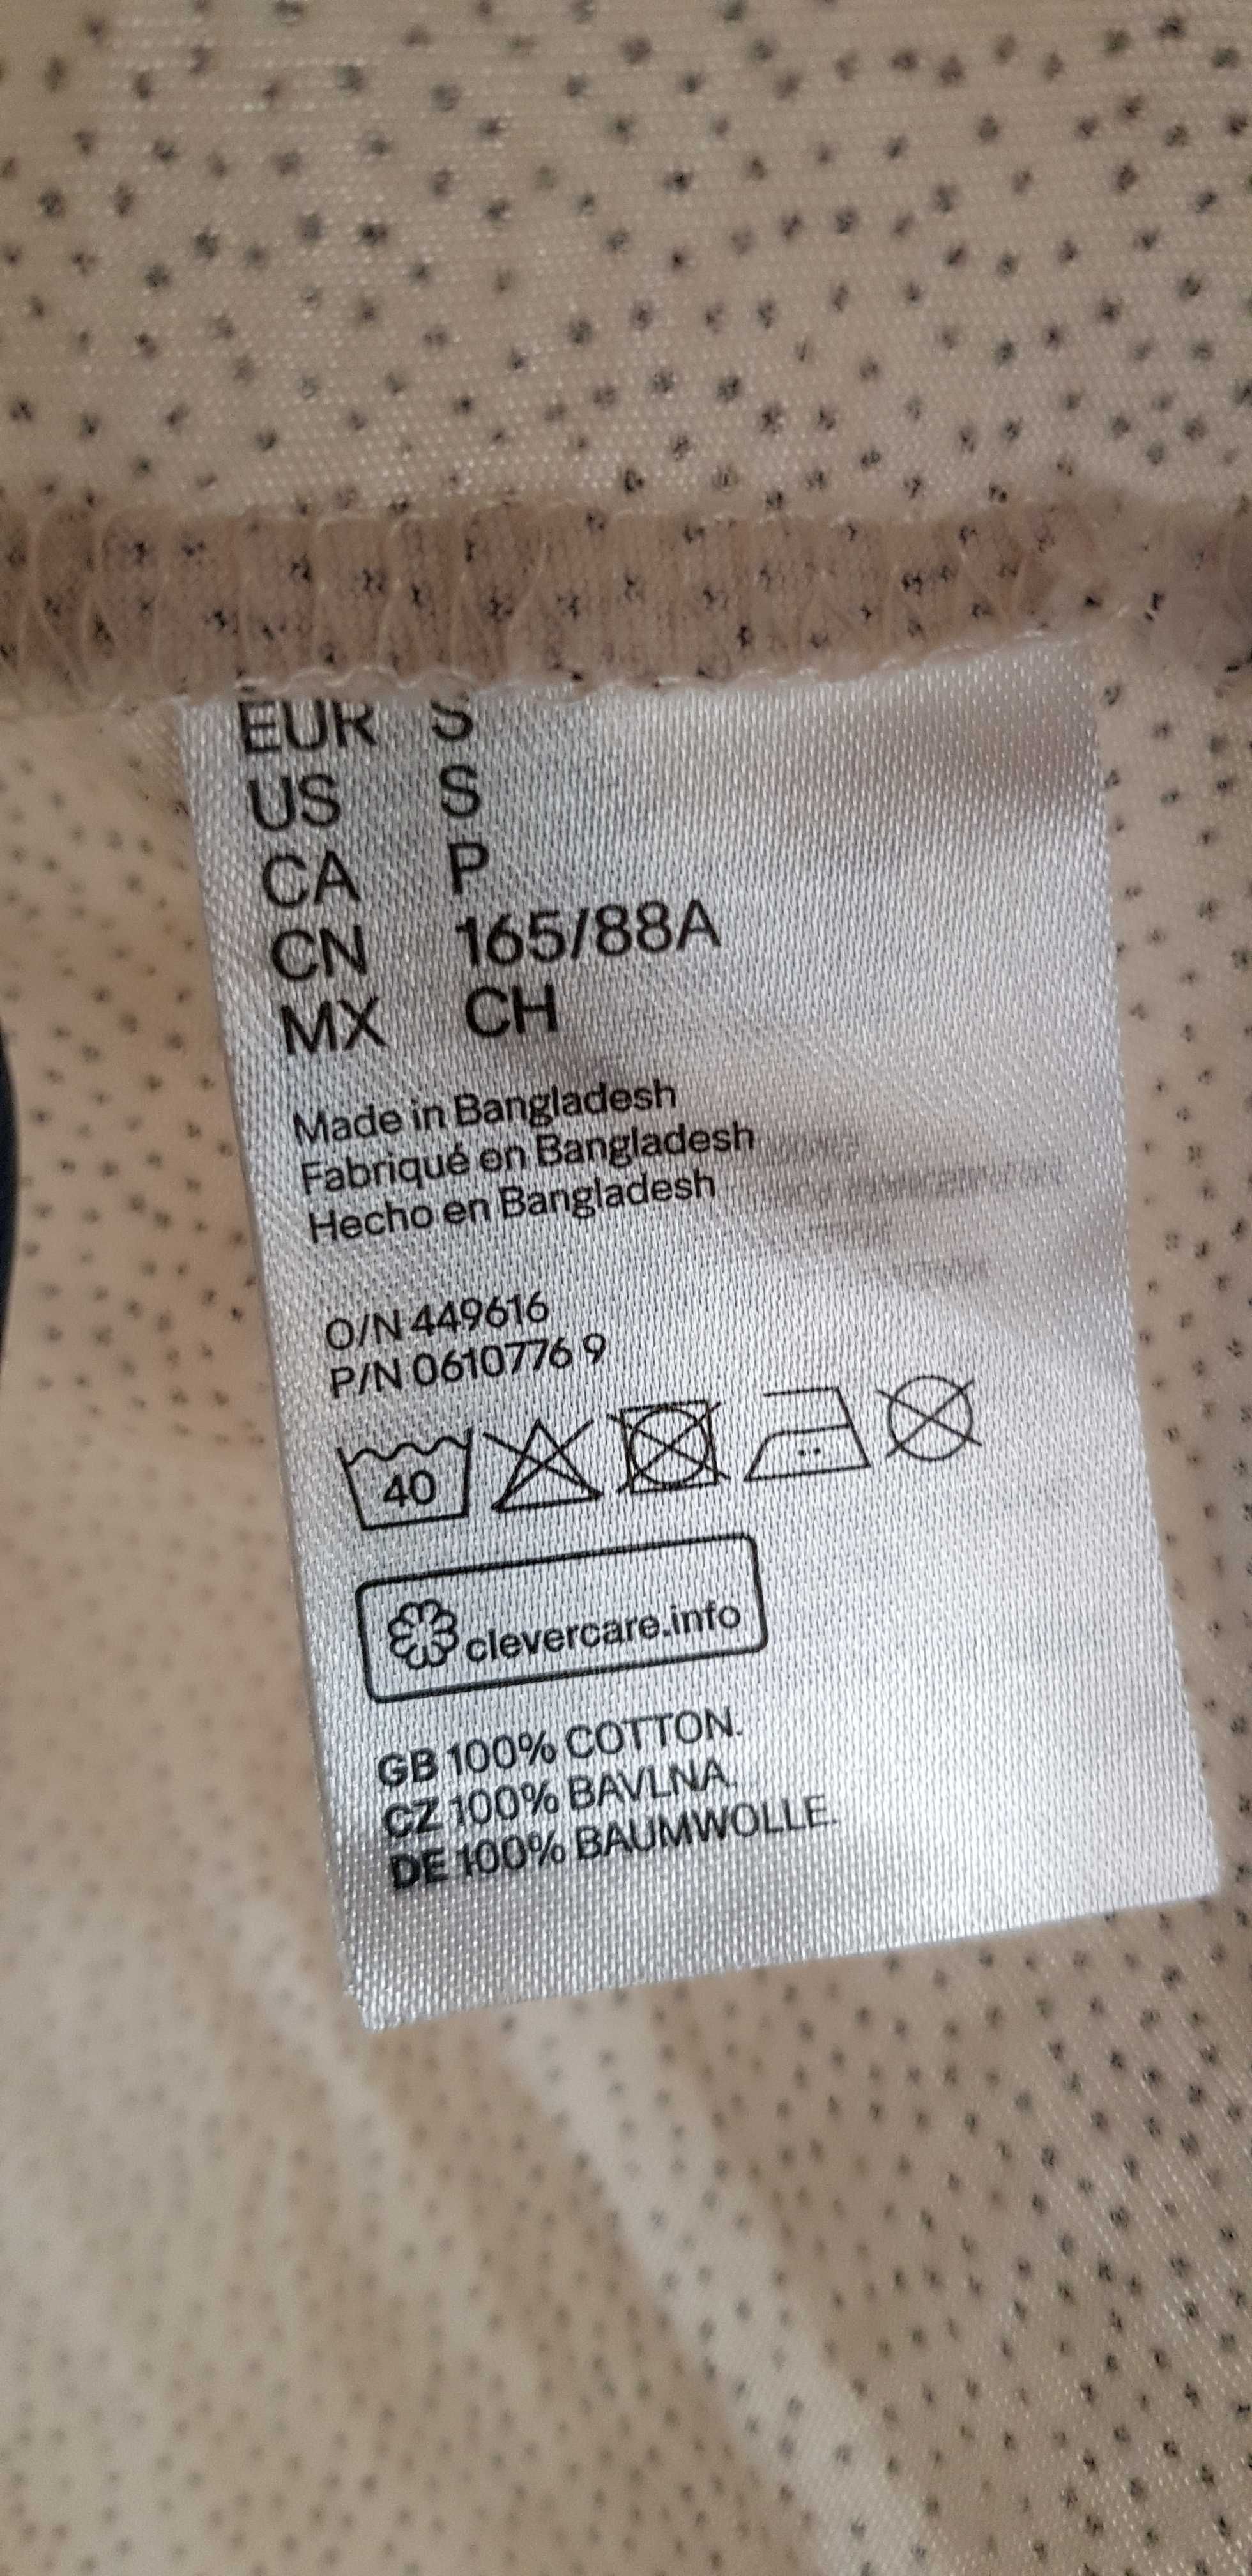 EUR S
US S
CA P
CN 165/88A
MX CH
Made in Bangladesh
Fabriqué en Bangladesh
Hecho en Bangladesh
O/N 449616
P/N 0610776 9
40
clevercare.info
GB 100% COTTON.
CZ 100% BAVLNA.
DE 100% BAUMWOLLE.